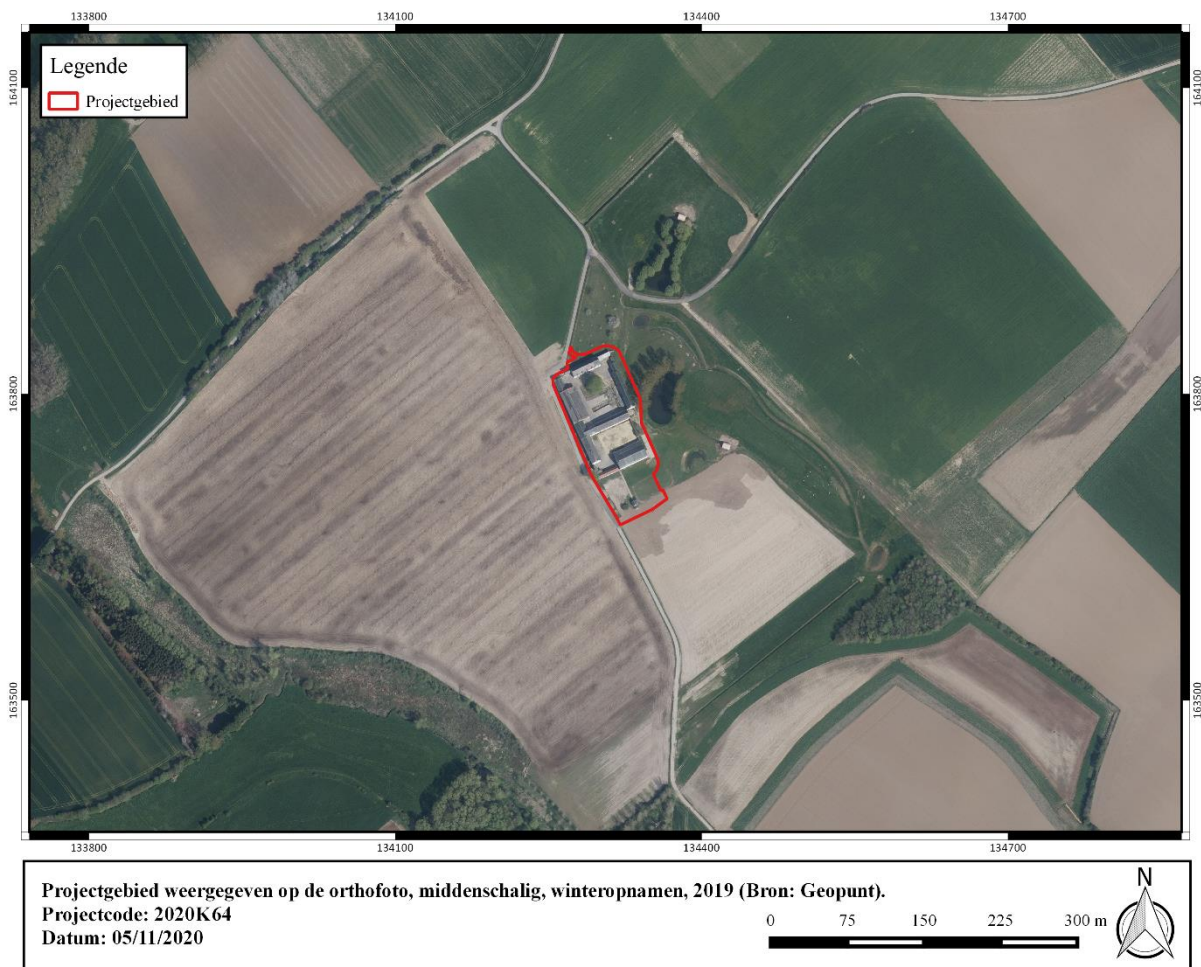 133800 134100 134400 134700
Legende
Projectgebied
164100
164100
163800
163800
163500
163500
133800 134100 134400 134700
Projectgebied weergegeven op de orthofoto, middenschalig, winteropnamen, 2019 (Bron: Geopunt).
Projectcode: 2020K64
Datum: 05/11/2020
0 75 150 225 300 m
N